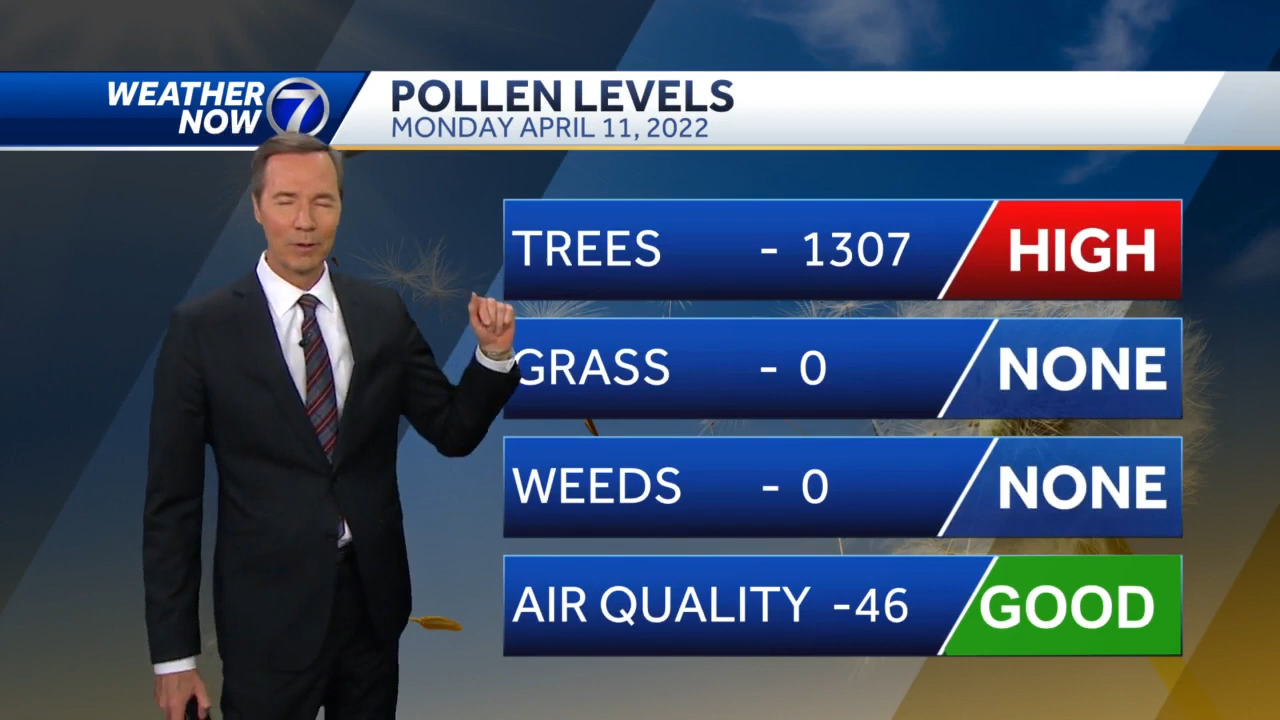 WEATHER
NOW 7
POLLEN LEVELS
MONDAY APRIL 11, 2022
TREES - 1307 HIGH
GRASS - 0 NONE
WEEDS - 0 NONE
AIR QUALITY -46 GOOD